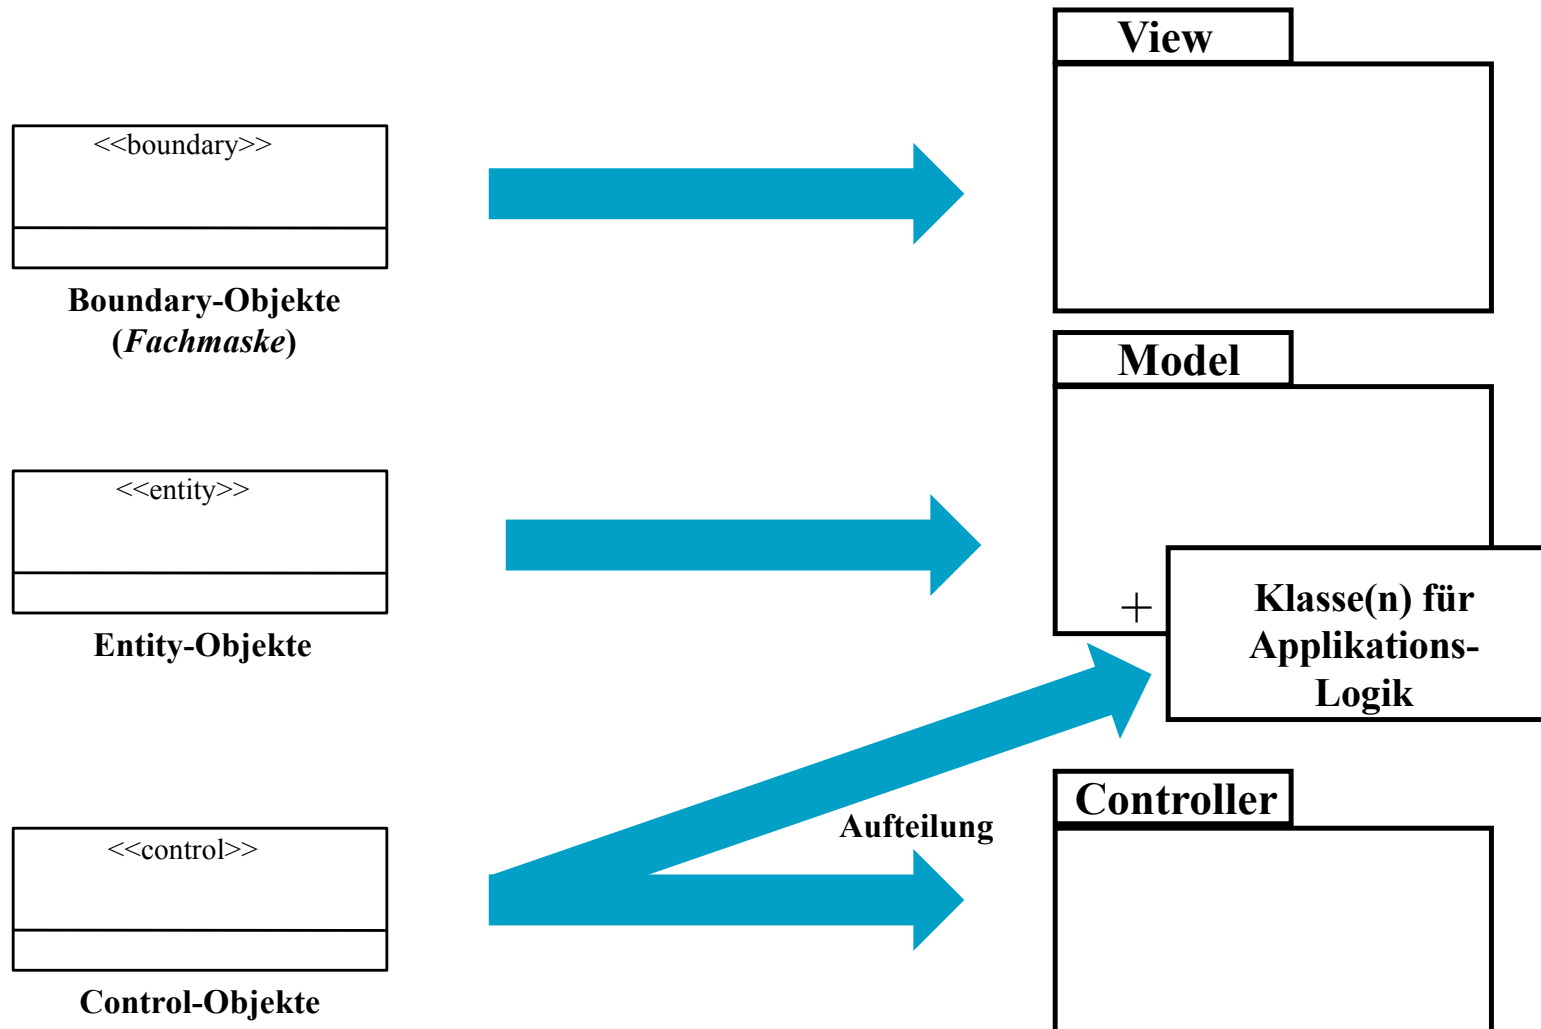 View
<<boundary>>
Boundary-Objekte
(Fachmaske)
Model
<<entity>>
Entity-Objekte
+
Klasse(n) für
Applikations-
Logik
Controller
Aufteilung
<<control>>
Control-Objekte